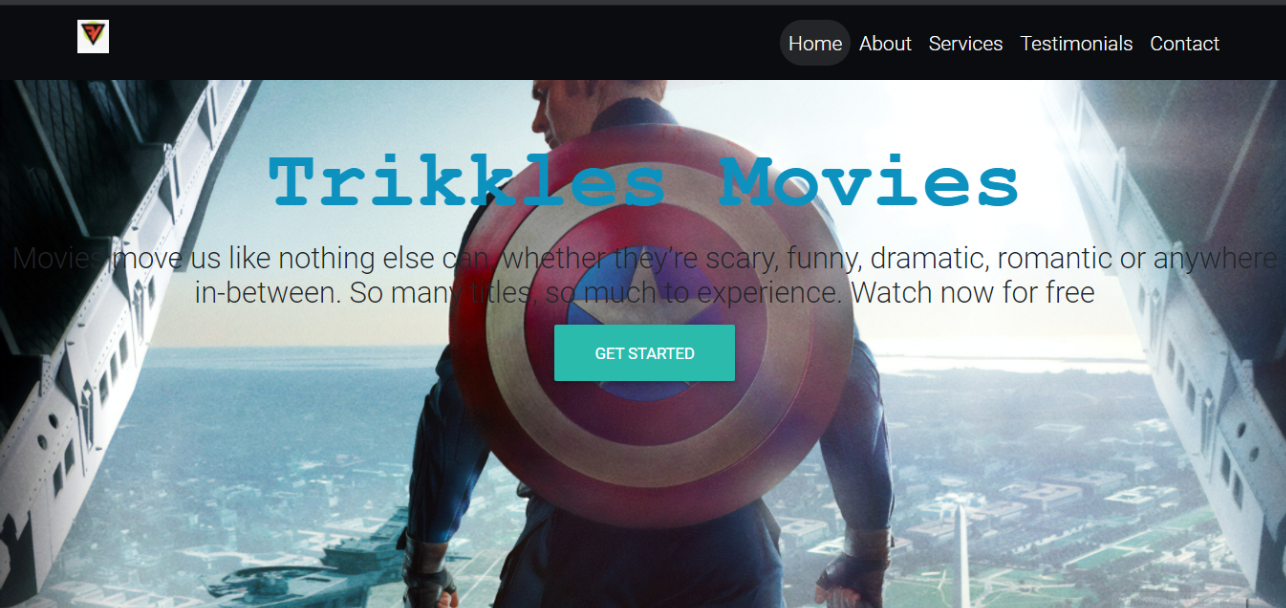 Home About Services Testimonials Contact
Trikkles Movies
Movies move us like nothing else can, whether they're scary, funny, dramatic, romantic or anywhere
in-between. So many titles, so much to experience. Watch now for free
GET STARTED